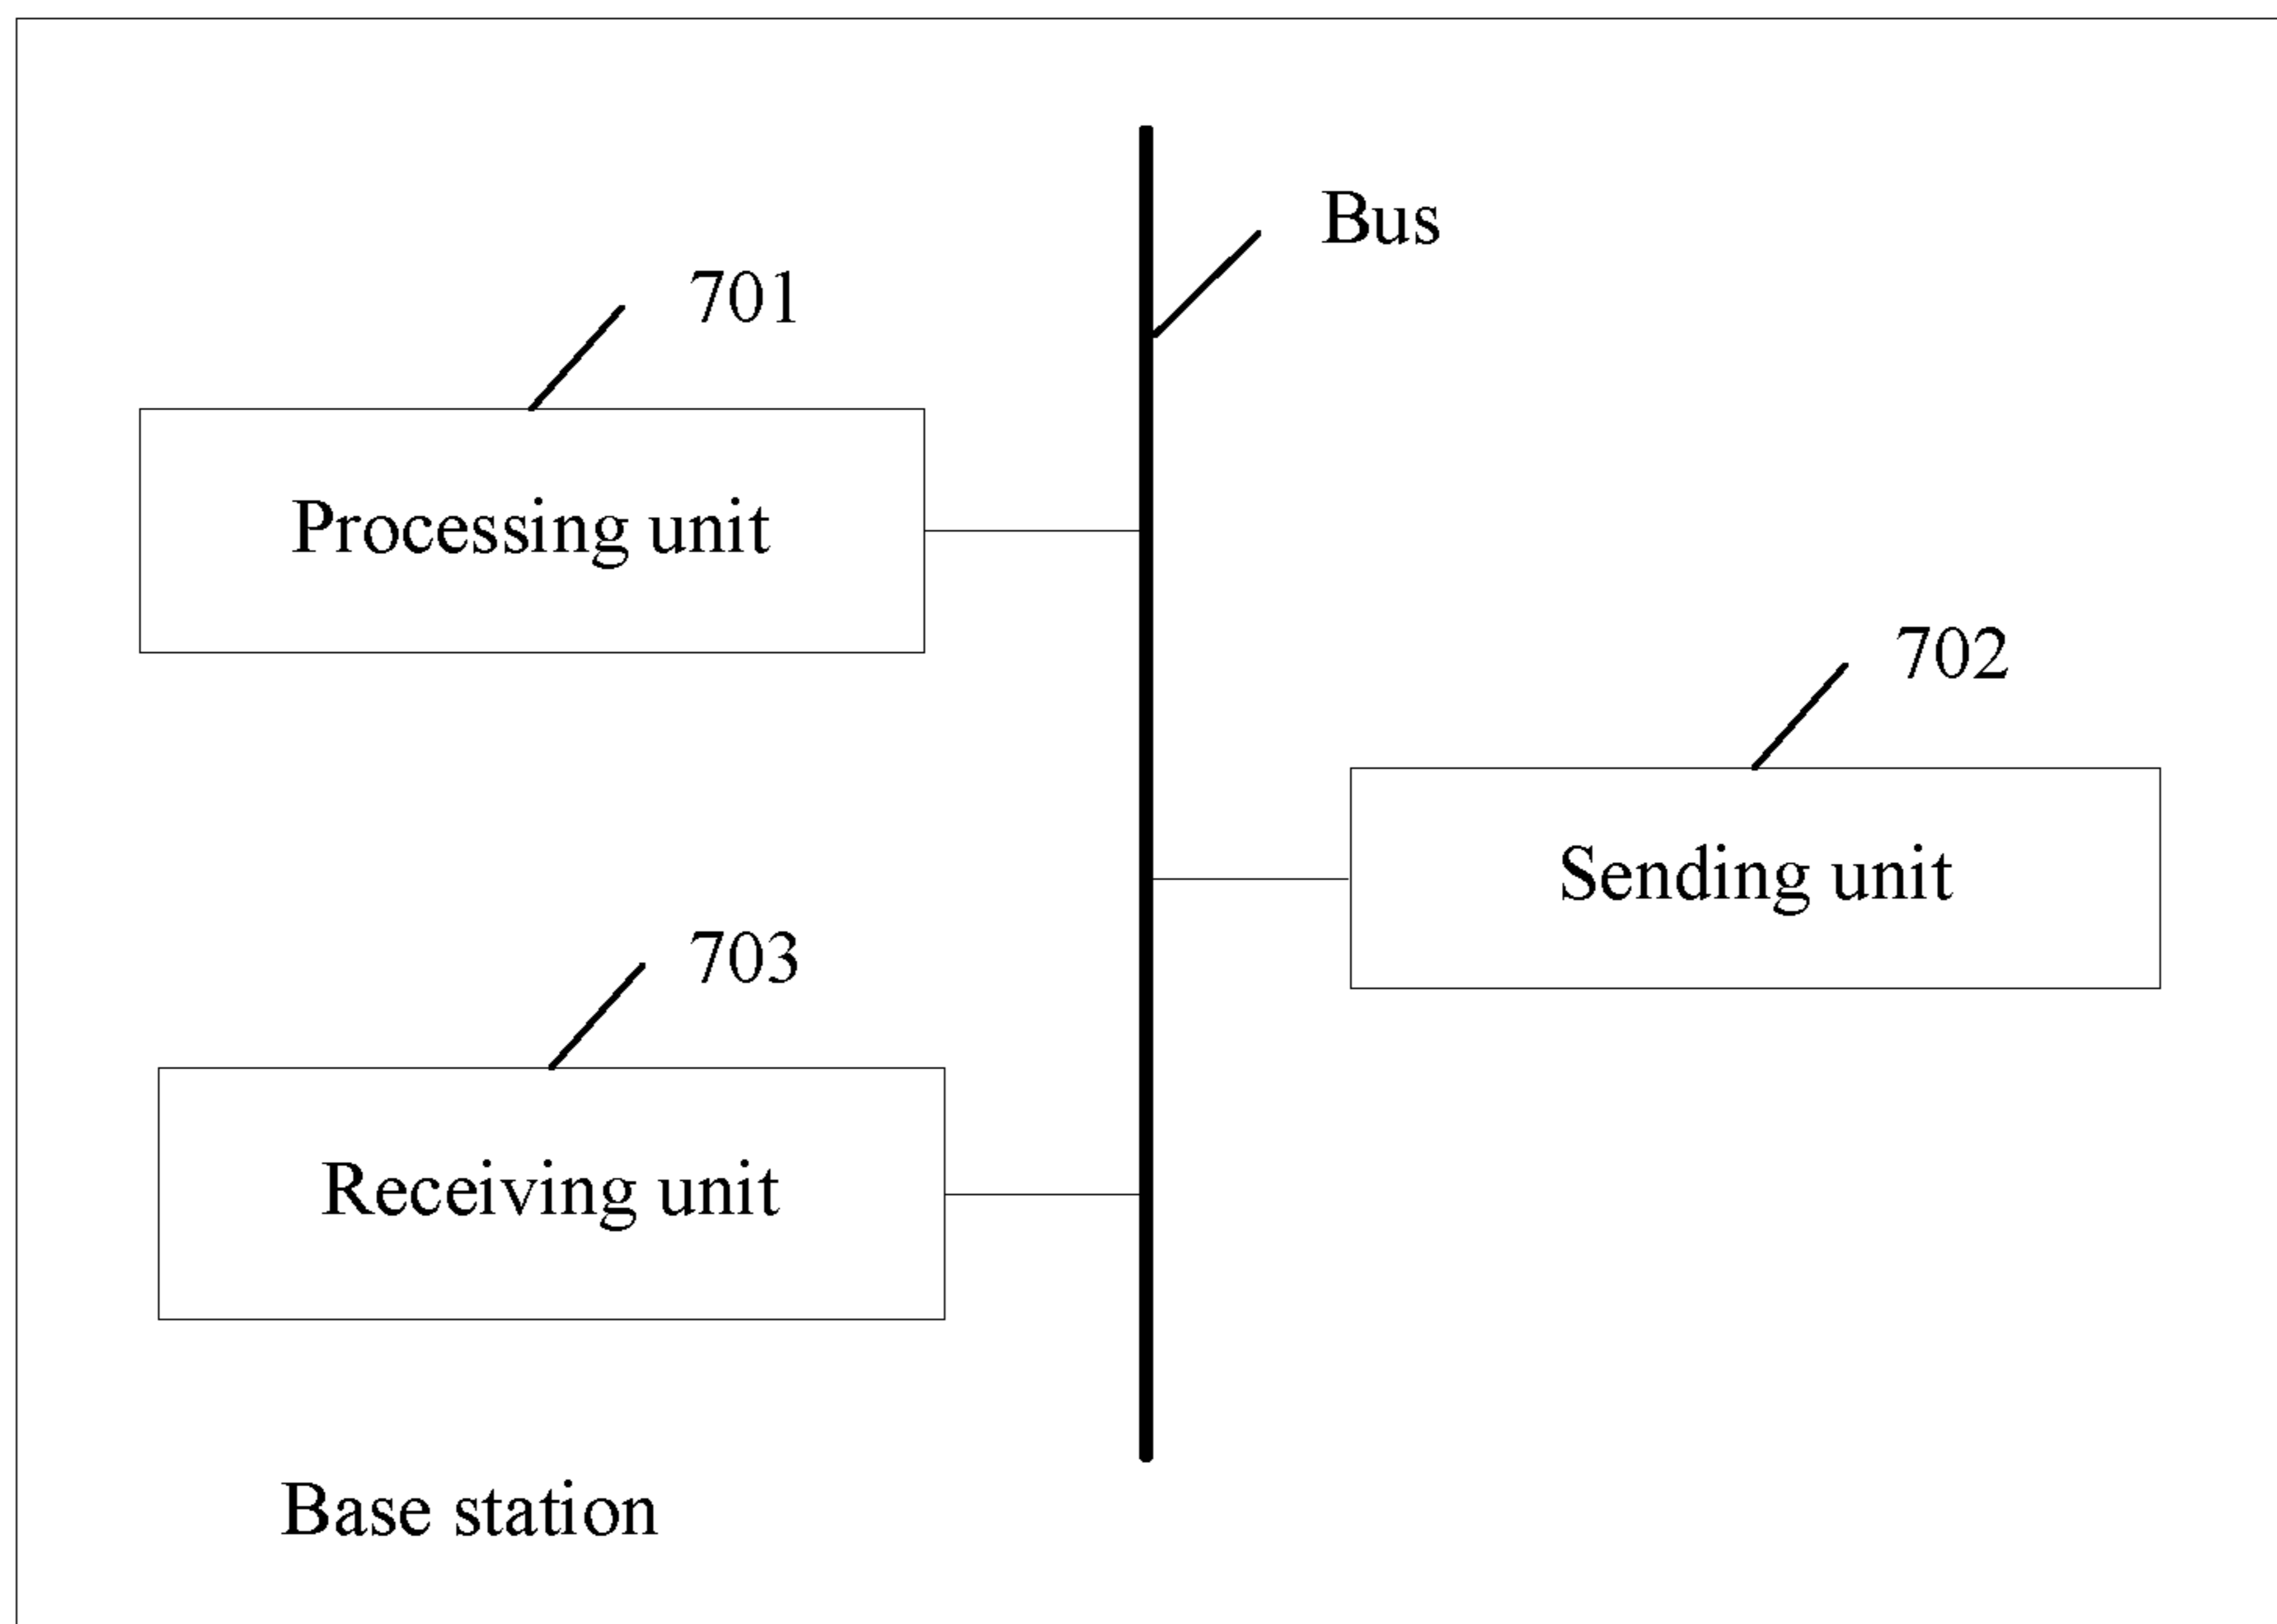 Bus
701
Processing unit
702
Sending unit
703
Receiving unit
Base station